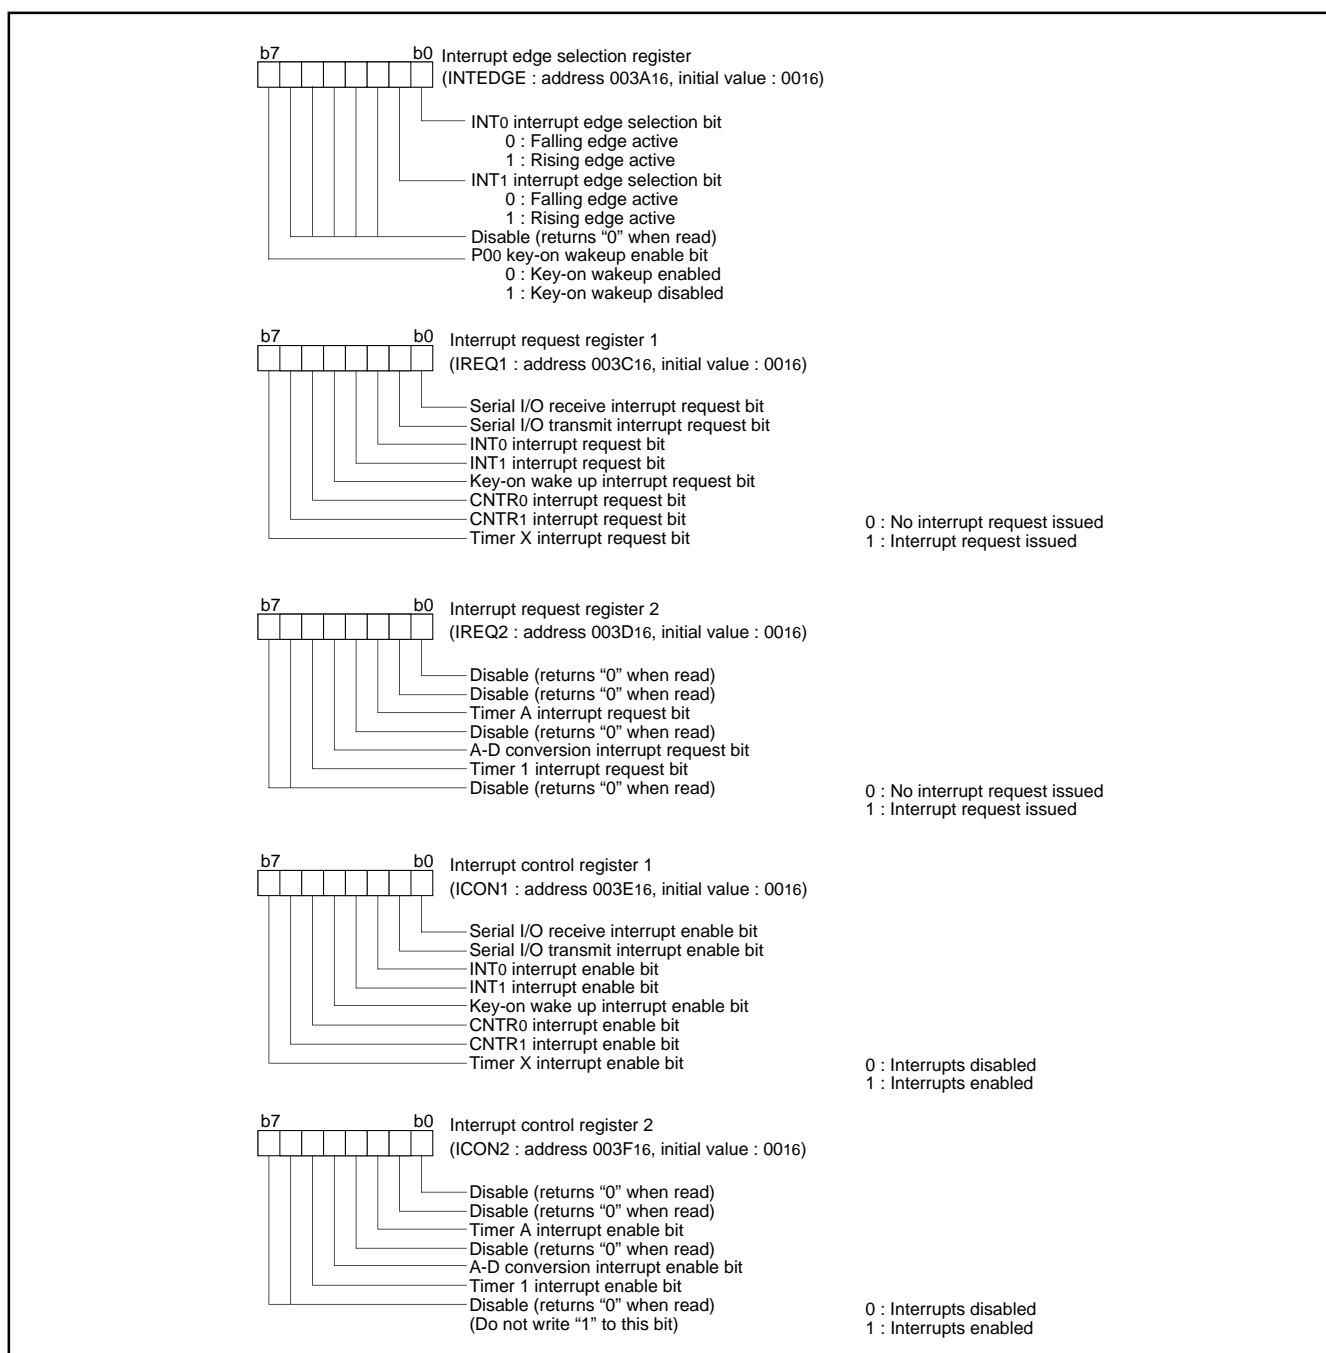 b7 b0 Interrupt edge selection register
(INTEDGE : address 003A16, initial value : 0016)
INT0 interrupt edge selection bit
0 : Falling edge active
1 : Rising edge active
INT1 interrupt edge selection bit
0 : Falling edge active
1 : Rising edge active
Disable (returns “0” when read)
P00 key-on wakeup enable bit
0 : Key-on wakeup enabled
1 : Key-on wakeup disabled
b7 b0 Interrupt request register 1
(IREQ1 : address 003C16, initial value : 0016)
Serial I/O receive interrupt request bit
Serial I/O transmit interrupt request bit
INT0 interrupt request bit
INT1 interrupt request bit
Key-on wake up interrupt request bit
CNTR0 interrupt request bit
CNTR1 interrupt request bit
Timer X interrupt request bit
0 : No interrupt request issued
1 : Interrupt request issued
b7 b0 Interrupt request register 2
(IREQ2 : address 003D16, initial value : 0016)
Disable (returns “0” when read)
Disable (returns “0” when read)
Timer A interrupt request bit
Disable (returns “0” when read)
A-D conversion interrupt request bit
Timer 1 interrupt request bit
Disable (returns “0” when read)
0 : No interrupt request issued
1 : Interrupt request issued
b7 b0 Interrupt control register 1
(ICON1 : address 003E16, initial value : 0016)
Serial I/O receive interrupt enable bit
Serial I/O transmit interrupt enable bit
INT0 interrupt enable bit
INT1 interrupt enable bit
Key-on wake up interrupt enable bit
CNTR0 interrupt enable bit
CNTR1 interrupt enable bit
Timer X interrupt enable bit
0 : Interrupts disabled
1 : Interrupts enabled
b7 b0 Interrupt control register 2
(ICON2 : address 003F16, initial value : 0016)
Disable (returns “0” when read)
Disable (returns “0” when read)
Timer A interrupt enable bit
Disable (returns “0” when read)
A-D conversion interrupt enable bit
Timer 1 interrupt enable bit
Disable (returns “0” when read)
(Do not write “1” to this bit)
0 : Interrupts disabled
1 : Interrupts enabled